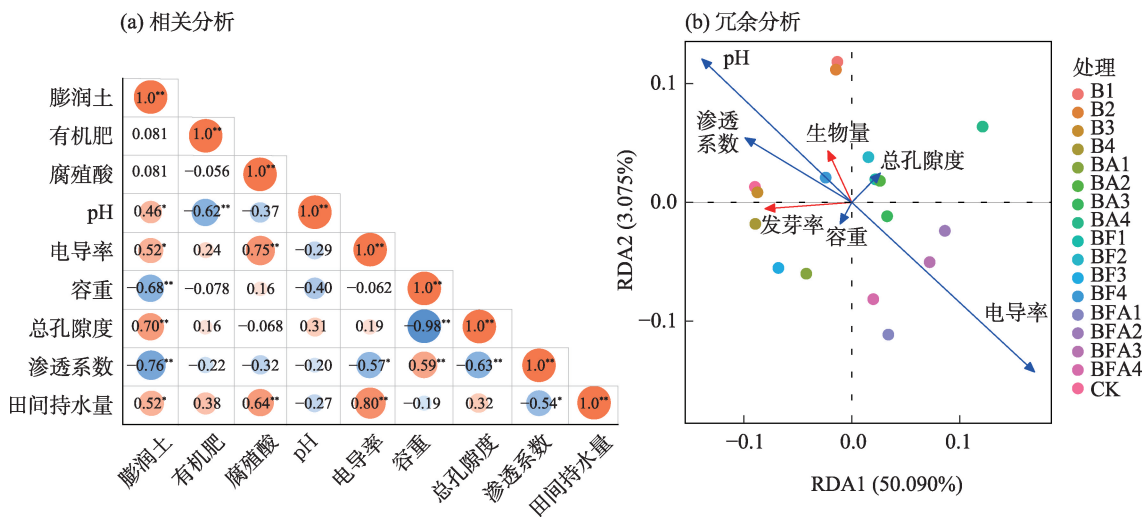 (a) 相关分析
膨润土 1.0**
有机肥 0.081 1.0**
腐殖酸 0.081 −0.056 1.0**
pH 0.46* −0.62** −0.37 1.0**
电导率 0.52* 0.24 0.75** −0.29 1.0**
容重 −0.68** −0.078 0.16 −0.40 −0.062 1.0**
总孔隙度 0.70** 0.16 −0.068 0.31 0.19 −0.98** 1.0**
渗透系数 −0.76** −0.22 −0.32 −0.20 −0.57* 0.59** −0.63** 1.0**
田间持水量 0.52* 0.38 0.64** −0.27 0.80** −0.19 0.32 −0.54* 1.0**
膨润土 有机肥 腐殖酸 pH 电导率 容重 总孔隙度 渗透系数 田间持水量
(b) 冗余分析
RDA2 (3.075%)
0.1
0.0
−0.1
pH
渗透
系数
生物量
总孔隙度
发芽率
容重
电导率
−0.1 0.0 0.1
RDA1 (50.090%)
处理
B1
B2
B3
B4
BA1
BA2
BA3
BA4
BF1
BF2
BF3
BF4
BFA1
BFA2
BFA3
BFA4
CK